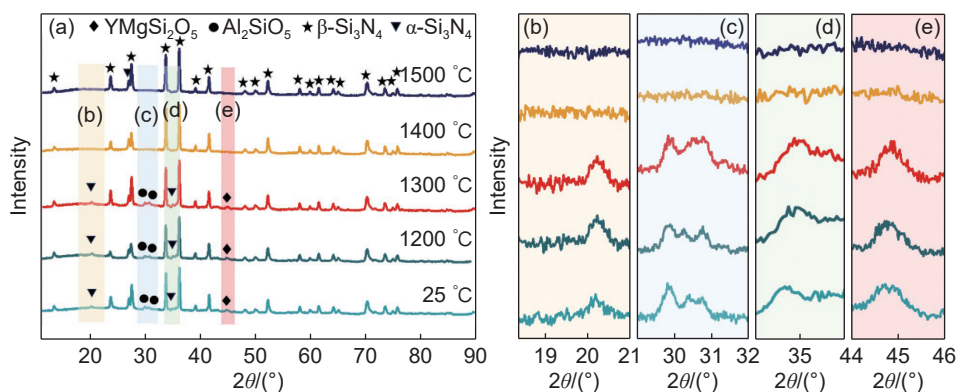 (a) ♦ YMgSi₂O₅ ● Al₂SiO₅ ★ β-Si₃N₄ ▼ α-Si₃N₄
1500 °C
(b) (c) (d) (e)
1400 °C
1300 °C
1200 °C
25 °C
Intensity
20 30 40 50 60 70 80 90
2θ/(°)
(b) (c) (d) (e)
Intensity
19 20 21 30 31 32 35 44 45 46
2θ/(°) 2θ/(°) 2θ/(°) 2θ/(°)